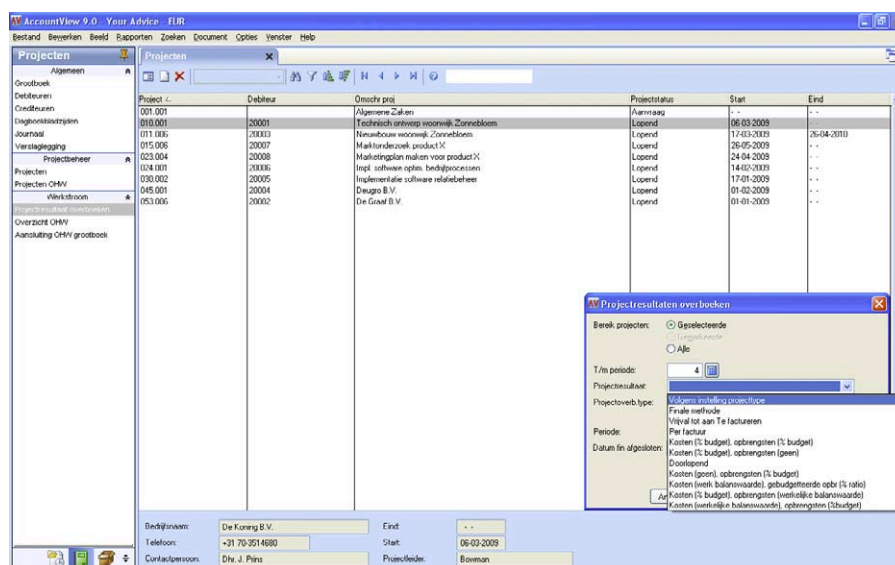 AccountView 9.0 - Your Advice - EUR
Bestand Bewerken Beeld Rapporten Zoeken Document Opties Venster Help
Projecten
Algemeen
Grootboek
Debiteuren
Crediteuren
Dagboekbladzijden
Journaal
Verslaglegging
Projectbeheer
Projecten
Projecten OHW
Werkstroom
Projectresultaat overboeken
Overzicht OHW
Aansluiting OHW grootboek
Projecten
Project Debiteur Omschr proj Projectstatus Start Eind
001.001 Algemene Zaken Aanvraag - - - -
010.001 20001 Technisch ontwerp woonwijk Zonnebloem Lopend 06-03-2009 - -
011.006 20003 Nieuwbouw woonwijk Zonnebloem Lopend 17-03-2009 26-04-2010
015.006 20007 Marktonderzoek product X Lopend 26-05-2009 - -
023.004 20008 Marketingplan maken voor product X Lopend 24-04-2009 - -
024.001 20006 Impl. software optim. bedrijfprocessen Lopend 14-02-2009 - -
030.002 20005 Implementatie software relatiebeheer Lopend 17-01-2009 - -
045.001 20004 Deugro B.V. Lopend 01-02-2009 - -
053.006 20002 De Graaf B.V. Lopend 01-01-2009 - -
Projectresultaten overboeken
Bereik projecten: Geselecteerde
Gemarkeerde
Alle
T/m periode: 4
Projectresultaat:
Projectoverb.type:
Periode:
Datum fin afgesloten:
Volgens instelling projecttype
Finale methode
Vrijval tot aan Te factureren
Per factuur
Kosten (% budget), opbrengsten (% budget)
Kosten (% budget), opbrengsten (geen)
Doorlopend
Kosten (geen), opbrengsten (% budget)
Kosten (werk balanswaarde), gebudgetteerde opbr (% ratio)
Kosten (% budget), opbrengsten (werkelijke balanswaarde)
Kosten (werkelijke balanswaarde), opbrengsten (%budget)
Bedrijfsnaam: De Koning B.V. Eind: - -
Telefoon: +31 70-3514680 Start: 06-03-2009
Contactpersoon: Dhr. J. Prins Projectleider: Bowman